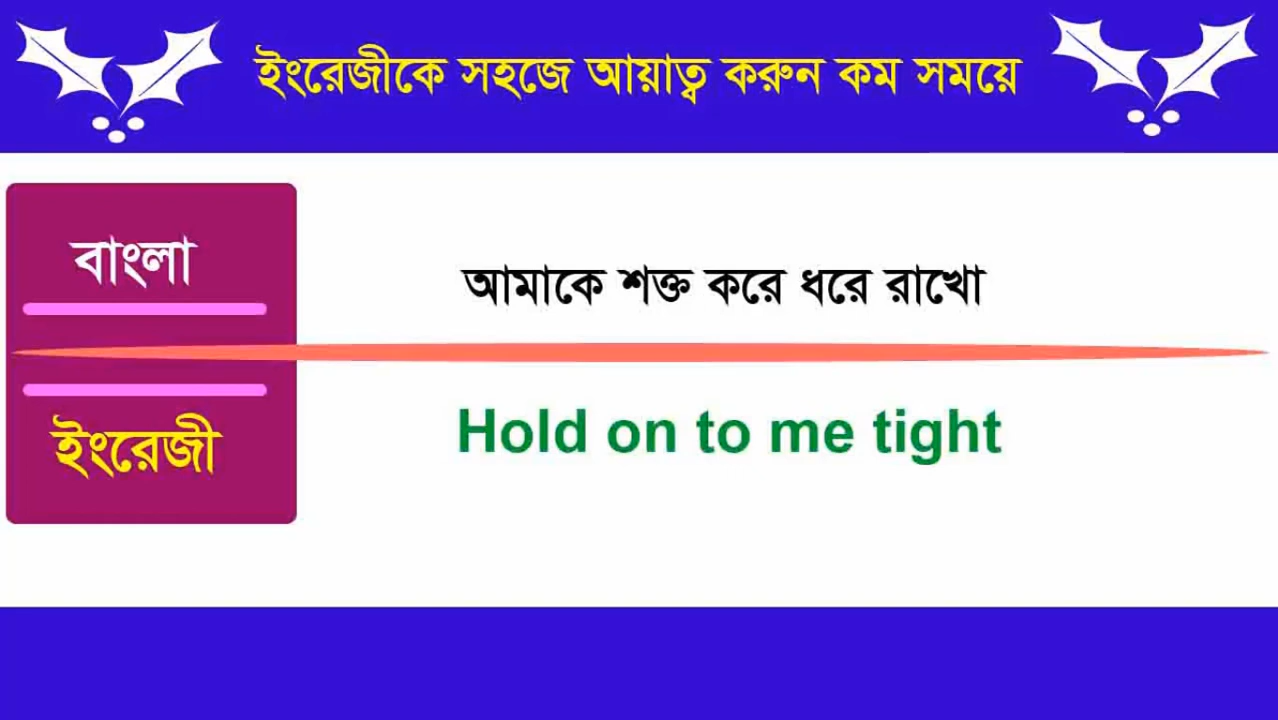 ইংরেজীকে সহজে আয়াত্ব করুন কম সময়ে
বাংলা
আমাকে শক্ত করে ধরে রাখো
ইংরেজী
Hold on to me tight